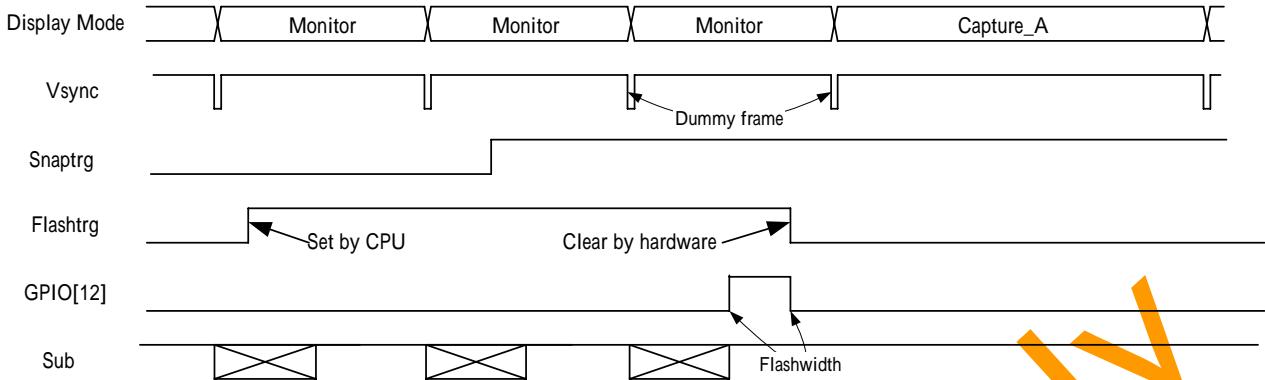 Display Mode Monitor Monitor Monitor Capture_A
Vsync
Dummy frame
Snaptrg
Flashtrg
Set by CPU Clear by hardware
GPIO[12]
Flashwidth
Sub